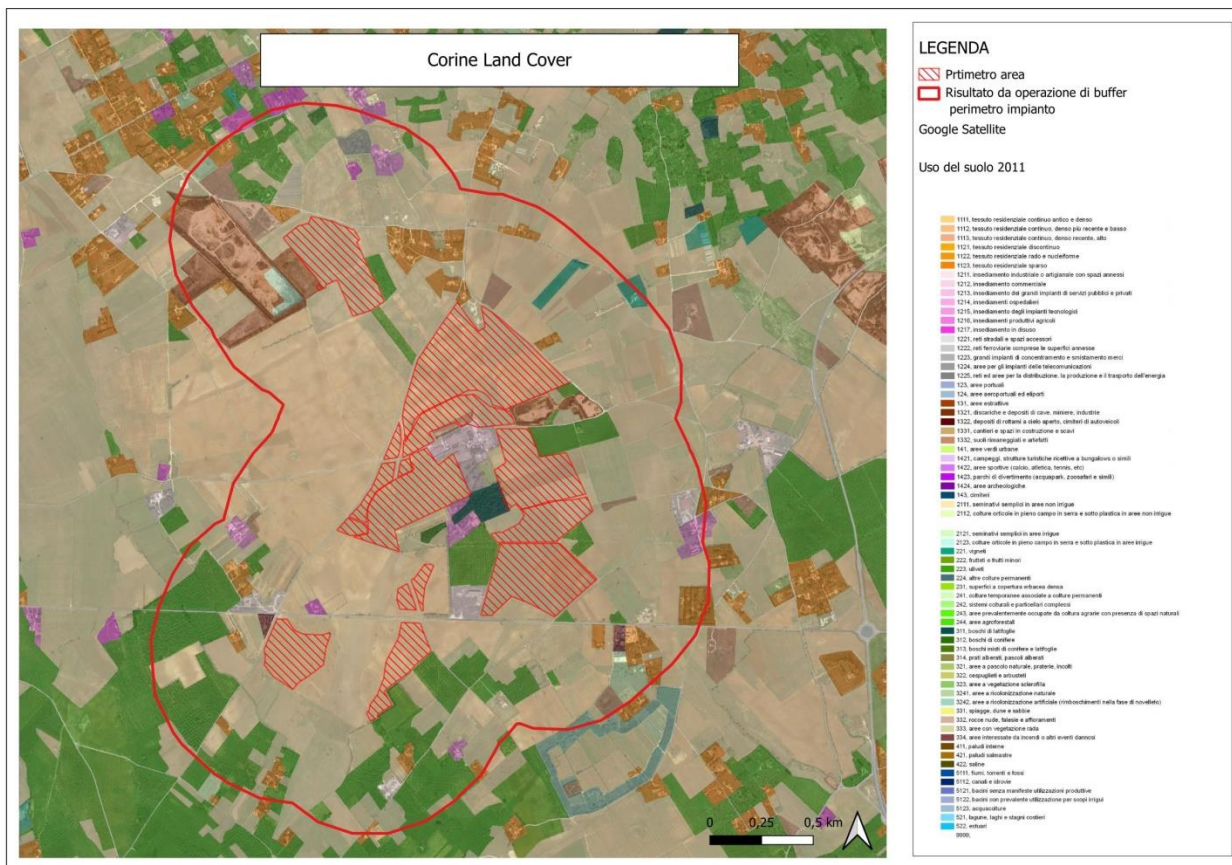 Corine Land Cover
LEGENDA
Prtimetro area
Risultato da operazione di buffer
perimetro impianto
Google Satellite
Uso del suolo 2011
1111, tessuto residenziale continuo antico e denso
1112, tessuto residenziale continuo, denso più recente e basso
1113, tessuto residenziale continuo, denso recente, alto
1121, tessuto residenziale discontinuo
1122, tessuto residenziale rado e nucleiforme
1123, tessuto residenziale sparso
1211, insediamento industriale o artigianale con spazi annessi
1212, insediamento commerciale
1213, insediamento dei grandi impianti di servizi pubblici e privati
1214, insediamenti ospedalieri
1215, insediamento degli impianti tecnologici
1216, insediamenti produttivi agricoli
1217, insediamento in disuso
1221, reti stradali e spazi accessori
1222, reti ferroviarie comprese le superfici annesse
1223, grandi impianti di concentramento e smistamento merci
1224, aree per gli impianti delle telecomunicazioni
1225, reti ed aree per la distribuzione, la produzione e il trasporto dell'energia
123, aree portuali
124, aree aeroportuali ed eliporti
131, aree estrattive
1321, discariche e depositi di cave, miniere, industrie
1322, depositi di rottami a cielo aperto, cimiteri di autoveicoli
1331, cantieri e spazi in costruzione e scavi
1332, suoli rimaneggiati e artefatti
141, aree verdi urbane
1421, campeggi, strutture turistiche ricettive a bungalows o simili
1422, aree sportive (calcio, atletica, tennis, etc)
1423, parchi di divertimento (acquapark, zoosafari e simili)
1424, aree archeologiche
143, cimiteri
2111, seminativi semplici in aree non irrigue
2112, colture orticole in pieno campo in serra e sotto plastica in aree non irrigue
2121, seminativi semplici in aree irrigue
2123, colture orticole in pieno campo in serra e sotto plastica in aree irrigue
221, vigneti
222, frutteti e frutti minori
223, uliveti
224, altre colture permanenti
231, superfici a copertura erbacea densa
241, colture temporanee associate a colture permanenti
242, sistemi colturali e particellari complessi
243, aree prevalentemente occupate da coltura agrarie con presenza di spazi naturali
244, aree agroforestali
311, boschi di latifoglie
312, boschi di conifere
313, boschi misti di conifere e latifoglie
314, prati alberati, pascoli alberati
321, aree a pascolo naturale, praterie, incolti
322, cespuglieti e arbusteti
323, aree a vegetazione sclerofilla
3241, aree a ricolonizzazione naturale
3242, aree a ricolonizzazione artificiale (rimboschimenti nella fase di novelleto)
331, spiagge, dune e sabbie
332, rocce nude, falesie e affioramenti
333, aree con vegetazione rada
334, aree interessate da incendi o altri eventi dannosi
411, paludi interne
421, paludi salmastre
422, saline
5111, fiumi, torrenti e fossi
5112, canali e idrovie
5121, bacini senza manifeste utilizzazioni produttive
5122, bacini con prevalente utilizzazione per scopi irrigui
5123, acquacolture
521, lagune, laghi e stagni costieri
522, estuari
9999,
0 0,25 0,5 km